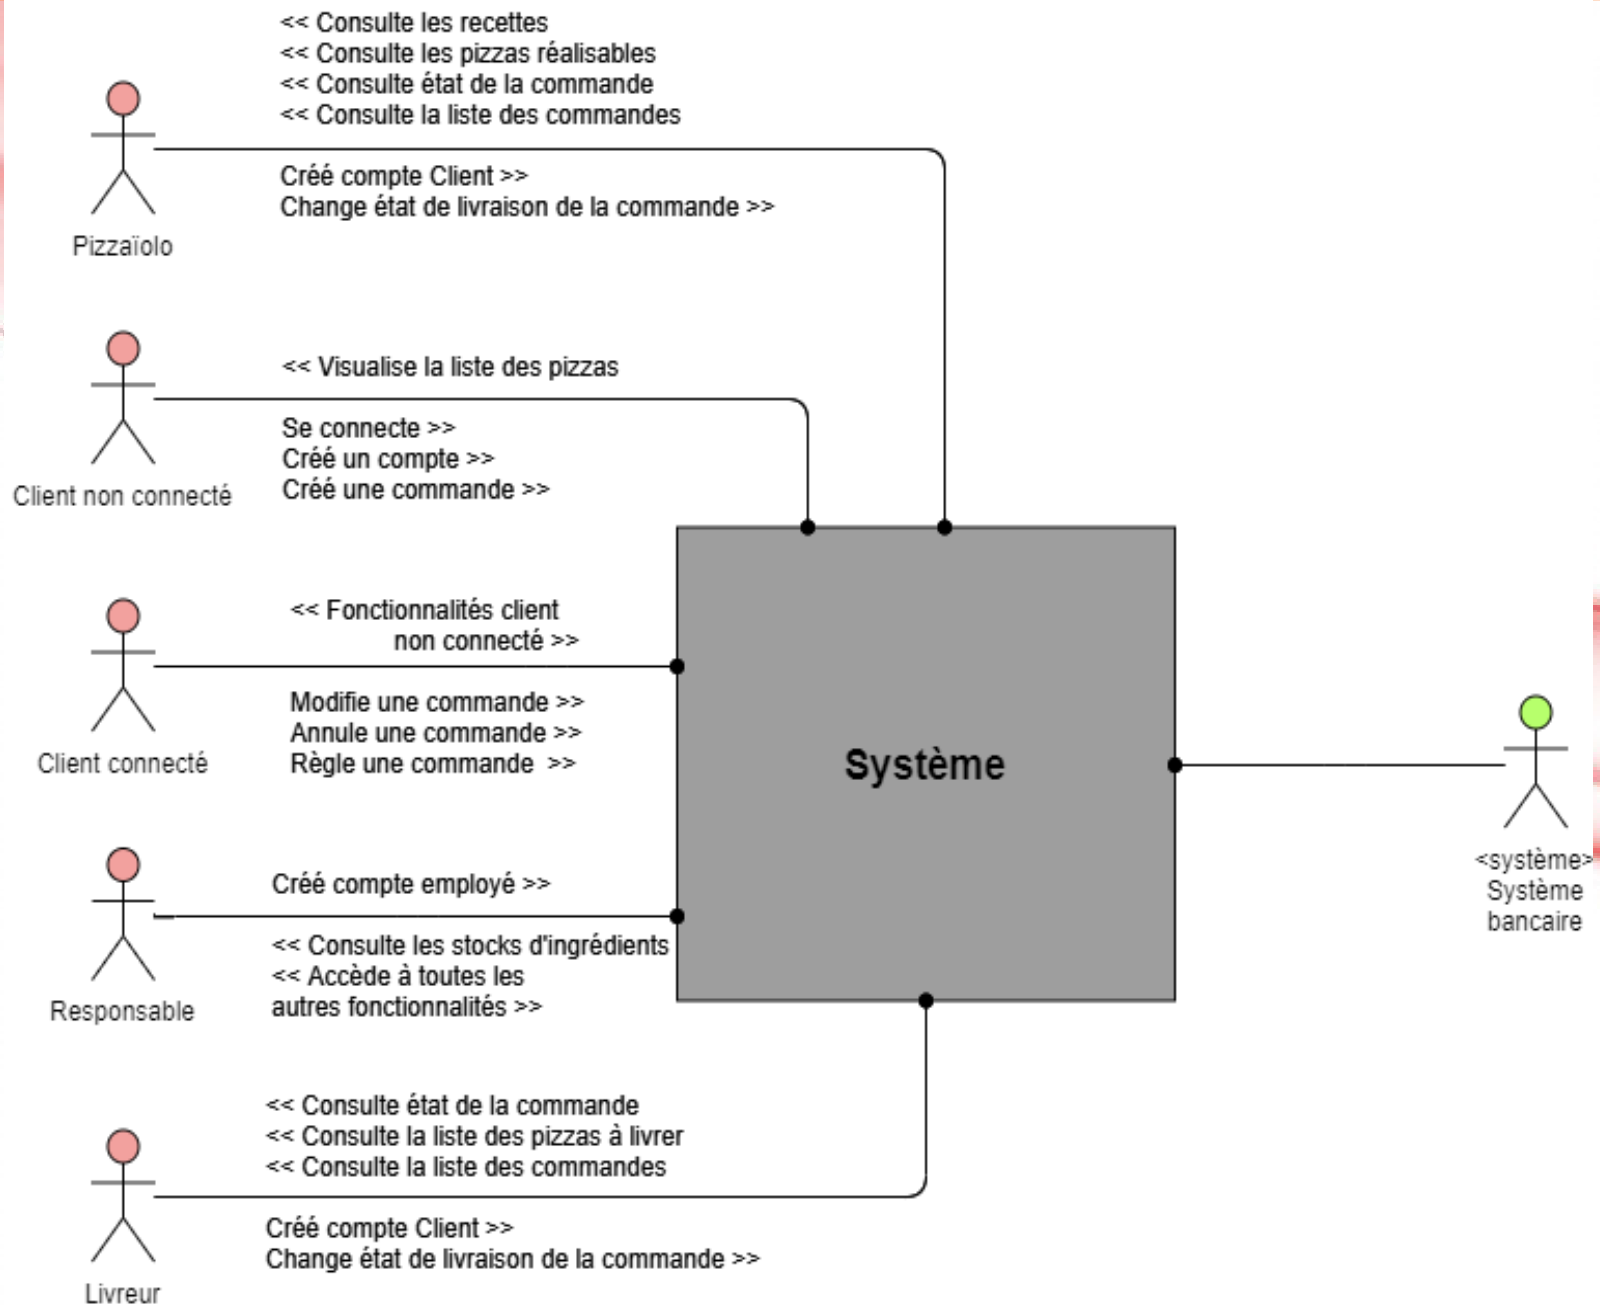 << Consulte les recettes
<< Consulte les pizzas réalisables
<< Consulte état de la commande
<< Consulte la liste des commandes
Créé compte Client >>
Change état de livraison de la commande >>
Pizzaïolo
<< Visualise la liste des pizzas
Se connecte >>
Créé un compte >>
Créé une commande >>
Client non connecté
<< Fonctionnalités client
non connecté >>
Modifie une commande >>
Annule une commande >>
Règle une commande >>
Client connecté
Système
<système>
Système
bancaire
Créé compte employé >>
<< Consulte les stocks d'ingrédients
<< Accède à toutes les
autres fonctionnalités >>
Responsable
<< Consulte état de la commande
<< Consulte la liste des pizzas à livrer
<< Consulte la liste des commandes
Créé compte Client >>
Change état de livraison de la commande >>
Livreur